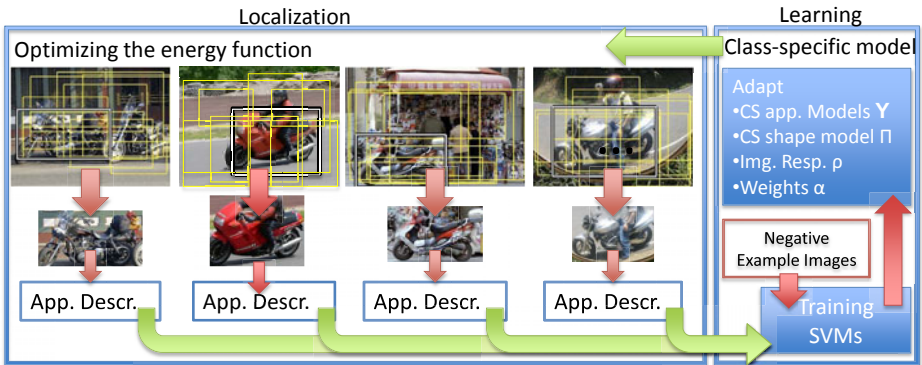 Localization
Learning
Optimizing the energy function
Class-specific model
Adapt
•CS app. Models Υ
•CS shape model Π
•Img. Resp. ρ
•Weights α
Negative
Example Images
App. Descr.
App. Descr.
App. Descr.
App. Descr.
Training
SVMs